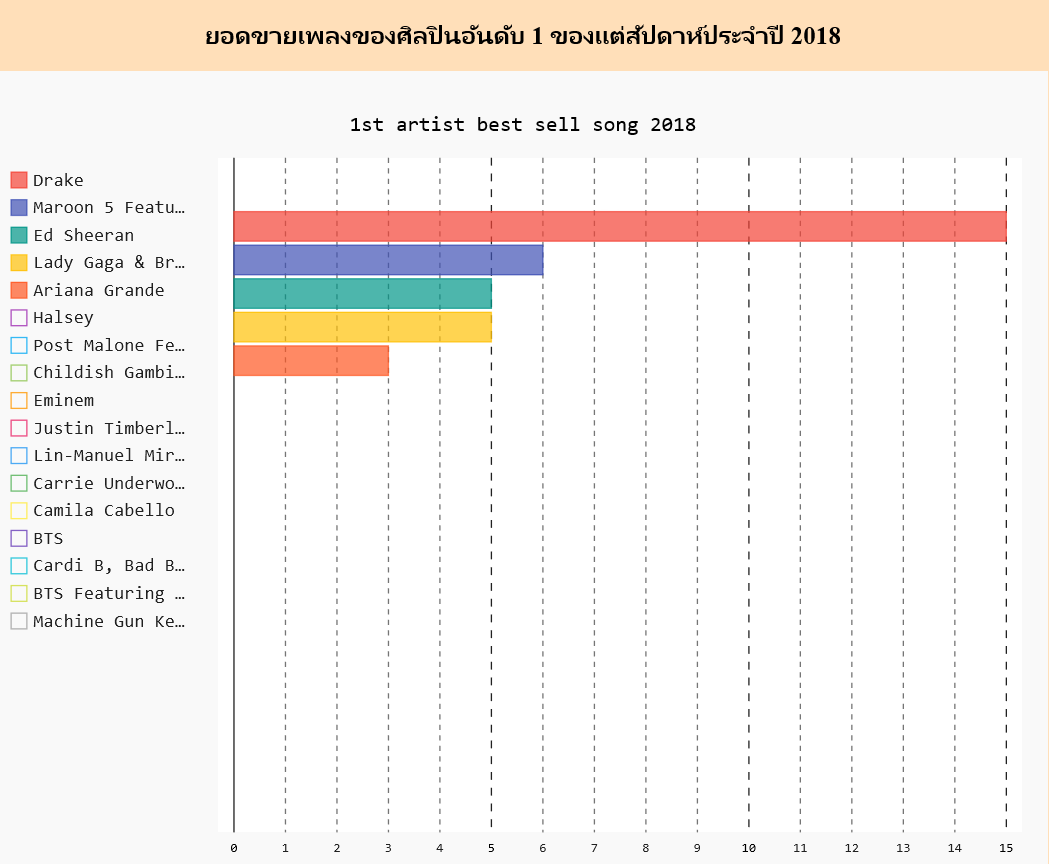 ยอดขายเพลงของศิลปินอันดับ 1 ของแต่สัปดาห์ประจำปี 2018
1st artist best sell song 2018
Drake
Maroon 5 Featu…
Ed Sheeran
Lady Gaga & Br…
Ariana Grande
Halsey
Post Malone Fe…
Childish Gambi…
Eminem
Justin Timberl…
Lin-Manuel Mir…
Carrie Underwo…
Camila Cabello
BTS
Cardi B, Bad B…
BTS Featuring …
Machine Gun Ke…
0 1 2 3 4 5 6 7 8 9 10 11 12 13 14 15